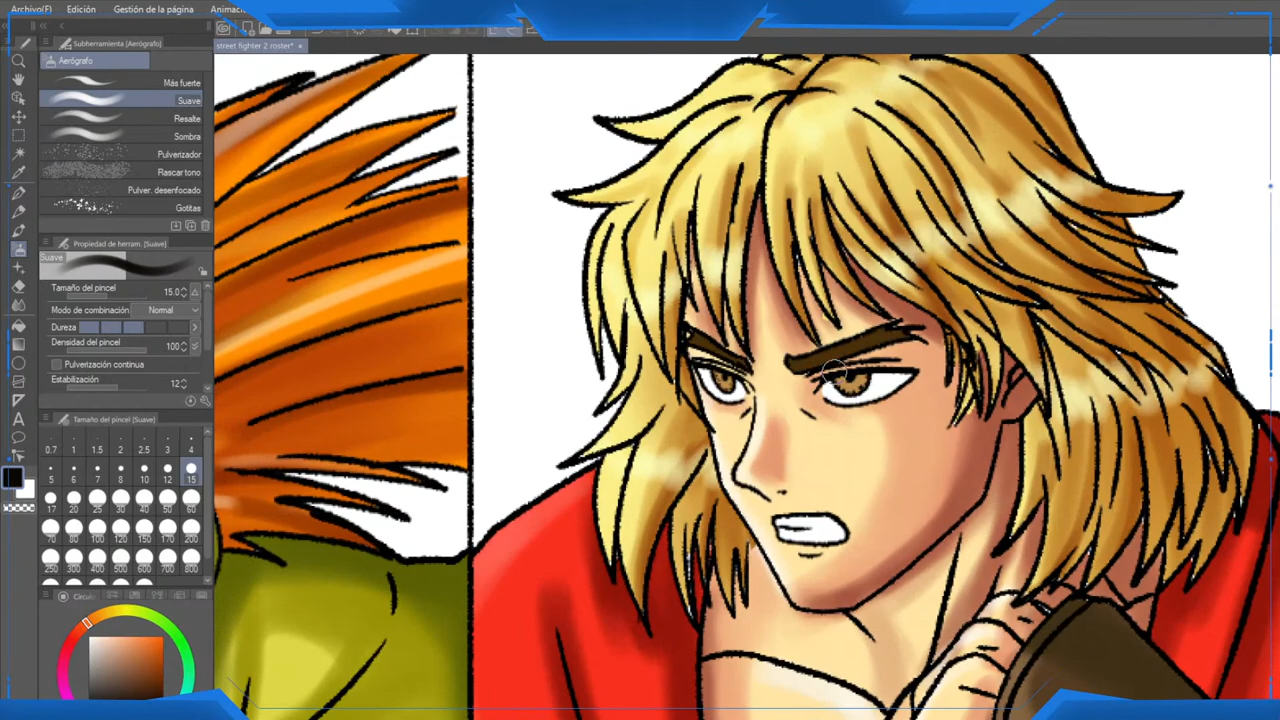 Archivo(F) Edición Gestión de la página Animació
Subherramienta (Aerógrafo)
street fighter 2 roster*
Aerógrafo
Más fuerte
Suave
Resalte
Sombra
Pulverizador
Rascar tono
Pulver. desenfocado
Gotitas
Propiedad de herram. (Suave)
Suave
Tamaño del pincel 15.0
Modo de combinación Normal
Dureza
Densidad del pincel 100
Pulverización continua
Estabilización 12
Tamaño del pincel (Suave)
0.7 1 1.5 2 2.5 3 4
5 6 7 8 10 12 15
17 20 25 30 40 50 60
70 80 100 120 150 170 200
250 300 400 500 600 700 800
Círculo